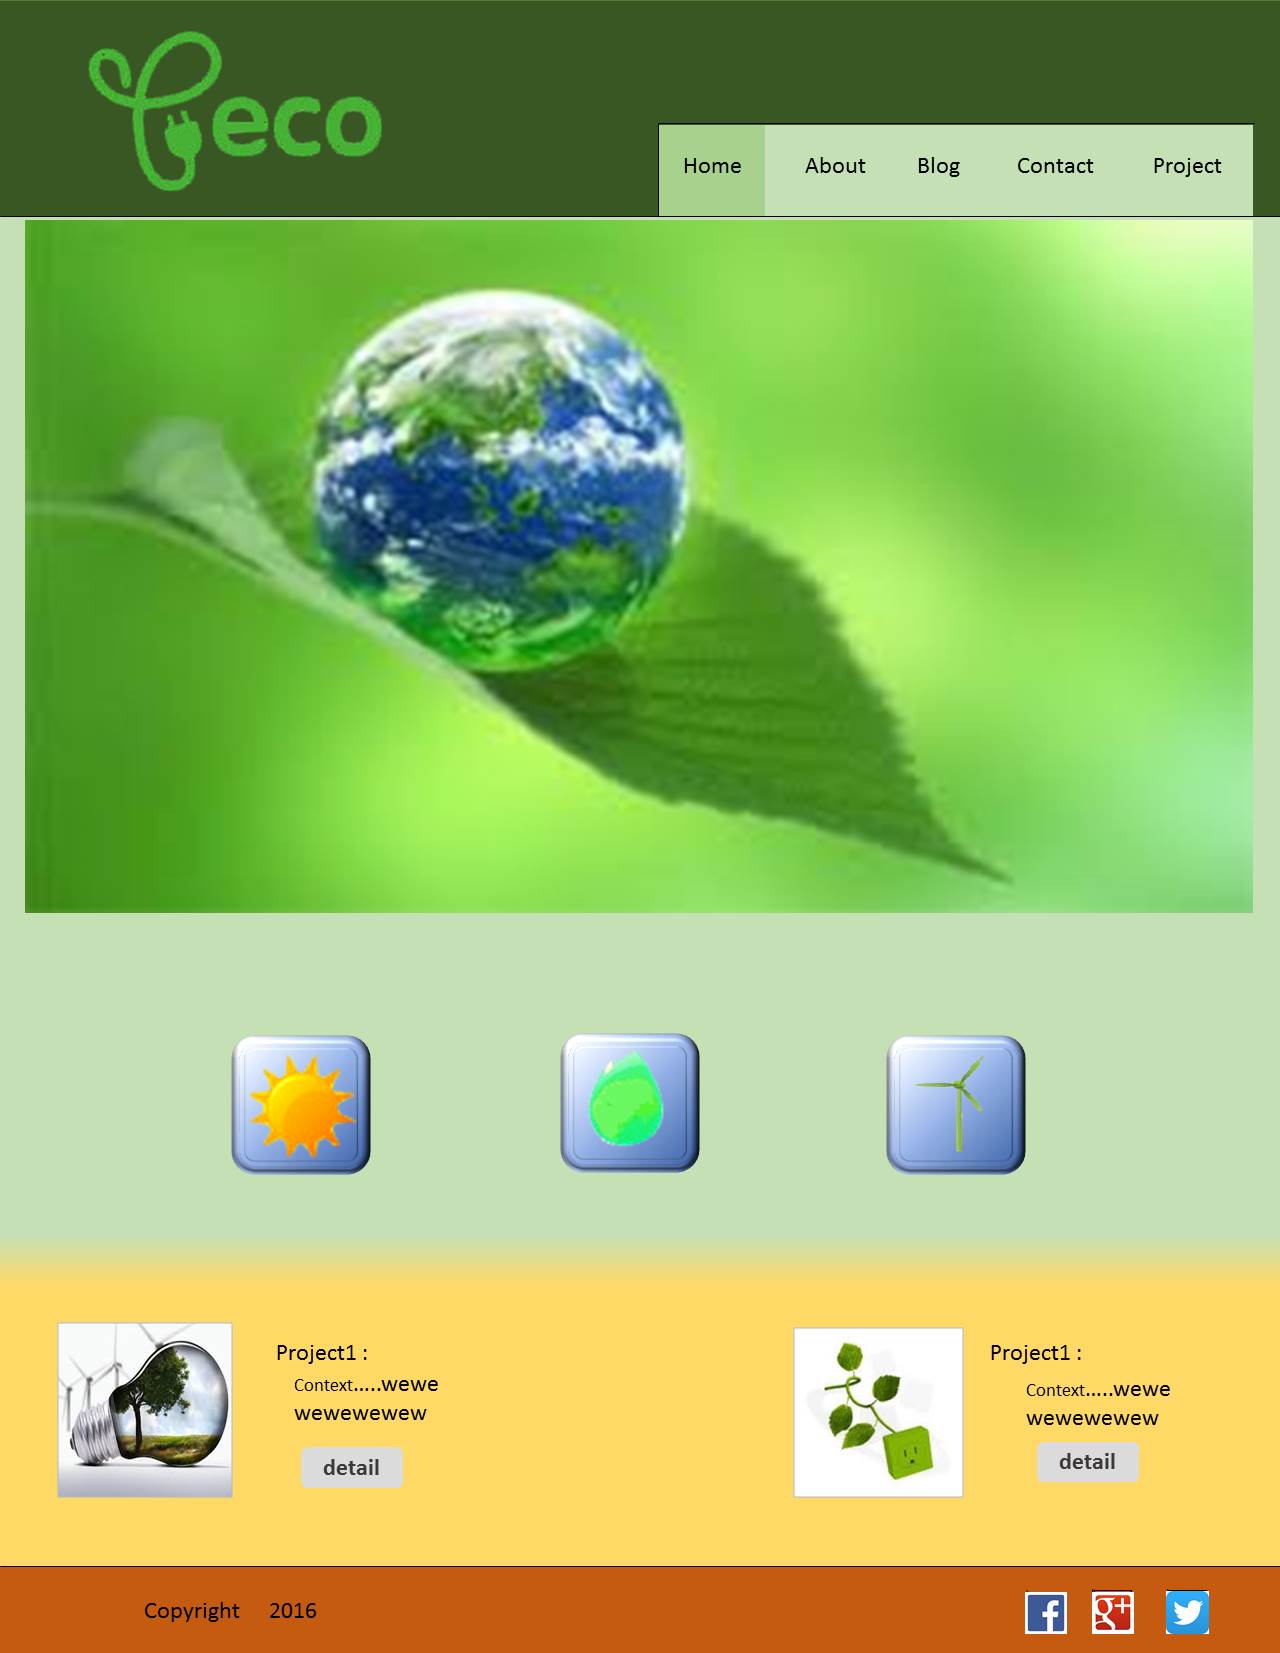 eco
Home About Blog Contact Project
Project1 :
Context.....wewe
wewewewew
detail
Project1 :
Context.....wewe
wewewewew
detail
Copyright 2016
f
g+